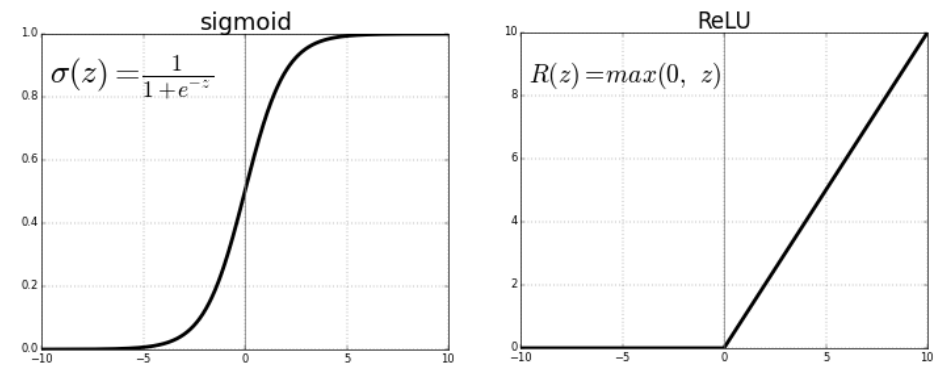 sigmoid
σ(z) = 1/(1+e^{-z})
1.0
0.8
0.6
0.4
0.2
0.0
−10 −5 0 5 10
ReLU
R(z) = max(0, z)
10
8
6
4
2
0
−10 −5 0 5 10